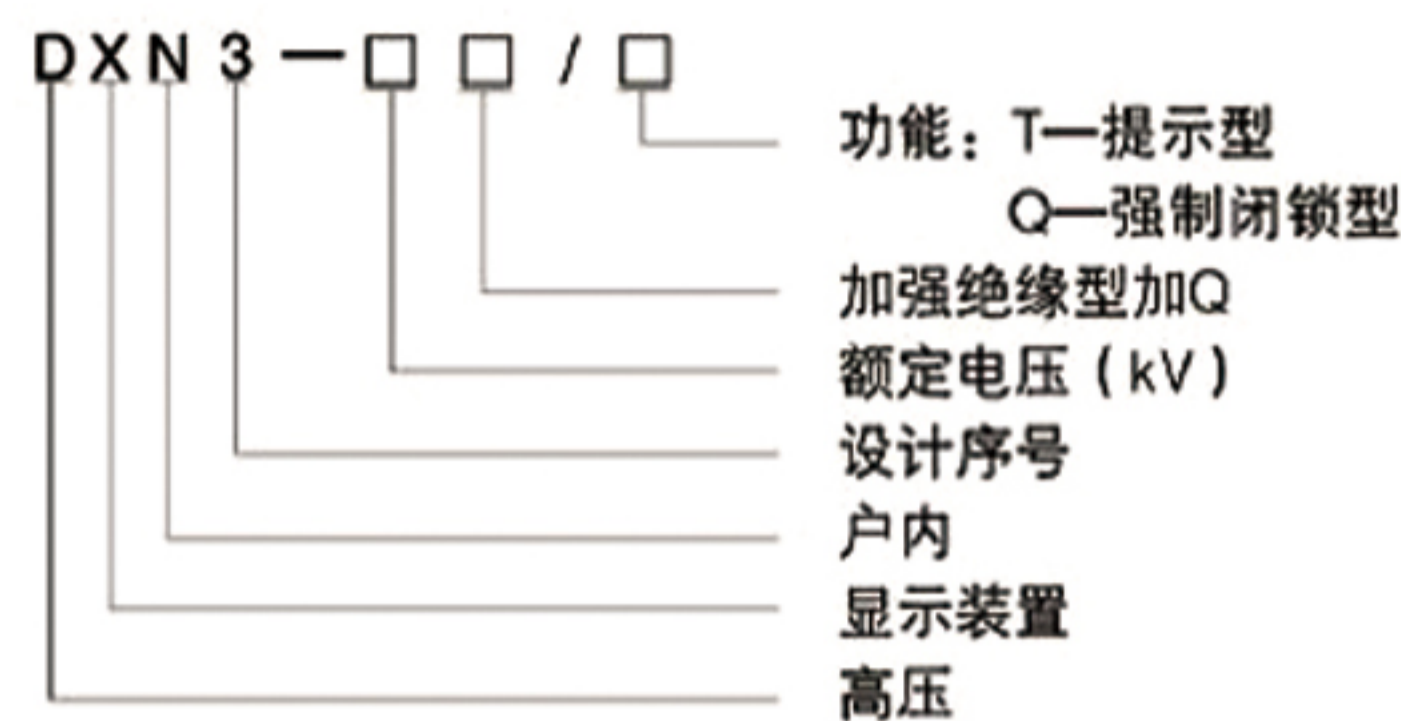 DXN3—□□/□
功能：T—提示型
Q—强制闭锁型
加强绝缘型加Q
额定电压（kV）
设计序号
户内
显示装置
高压